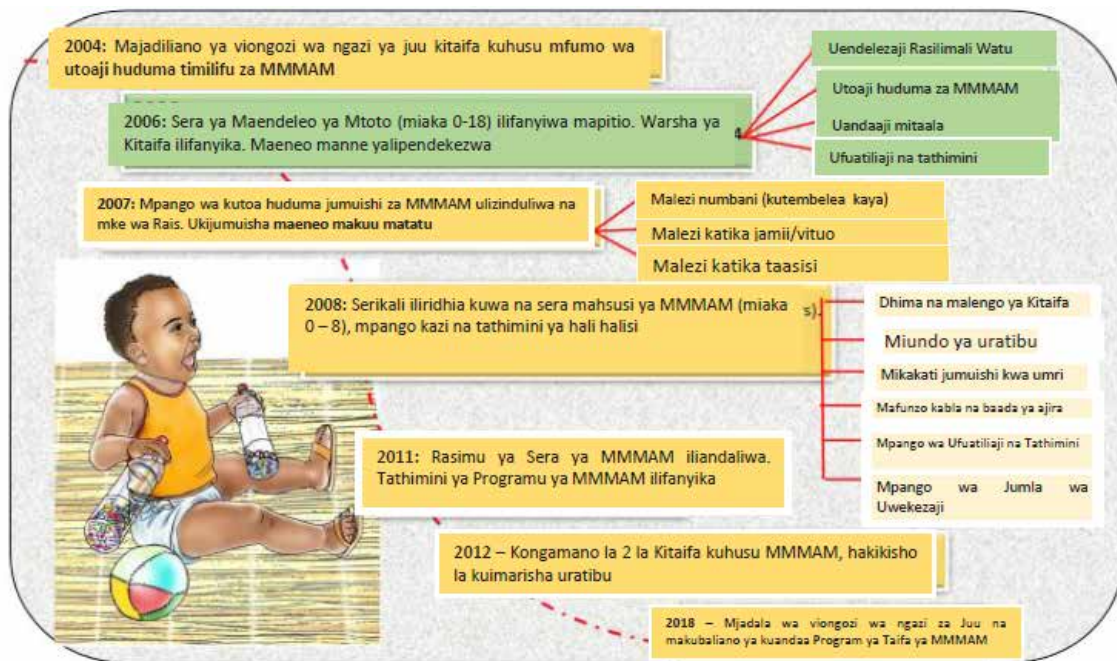 2004: Majadiliano ya viongozi wa ngazi ya juu kitaifa kuhusu mfumo wa
utoaji huduma timilifu za MMMAM
Uendelezaji Rasilimali Watu
Utoaji huduma za MMMAM
Uandaaji mitaala
Ufuatiliaji na tathimini
2006: Sera ya Maendeleo ya Mtoto (miaka 0-18) ilifanyiwa mapitio. Warsha ya
Kitaifa ilifanyika. Maeneo manne yalipendekezwa
2007: Mpango wa kutoa huduma jumuishi za MMMAM ulizinduliwa na
mke wa Rais. Ukijumuisha maeneo makuu matatu
Malezi numbani (kutembelea kaya)
Malezi katika jamii/vituo
Malezi katika taasisi
2008: Serikali iliridhia kuwa na sera mahsusi ya MMMAM (miaka s).
0 – 8), mpango kazi na tathimini ya hali halisi
Dhima na malengo ya Kitaifa
Miundo ya uratibu
Mikakati jumuishi kwa umri
Mafunzo kabla na baada ya ajira
Mpango wa Ufuatiliaji na Tathimini
Mpango wa Jumla wa
Uwekezaji
2011: Rasimu ya Sera ya MMMAM iliandaliwa.
Tathimini ya Programu ya MMMAM ilifanyika
2012 – Kongamano la 2 la Kitaifa kuhusu MMMAM, hakikisho
la kuimarisha uratibu
2018 – Mjadala wa viongozi wa ngazi za Juu na
makubaliano ya kuandaa Program ya Taifa ya MMMAM